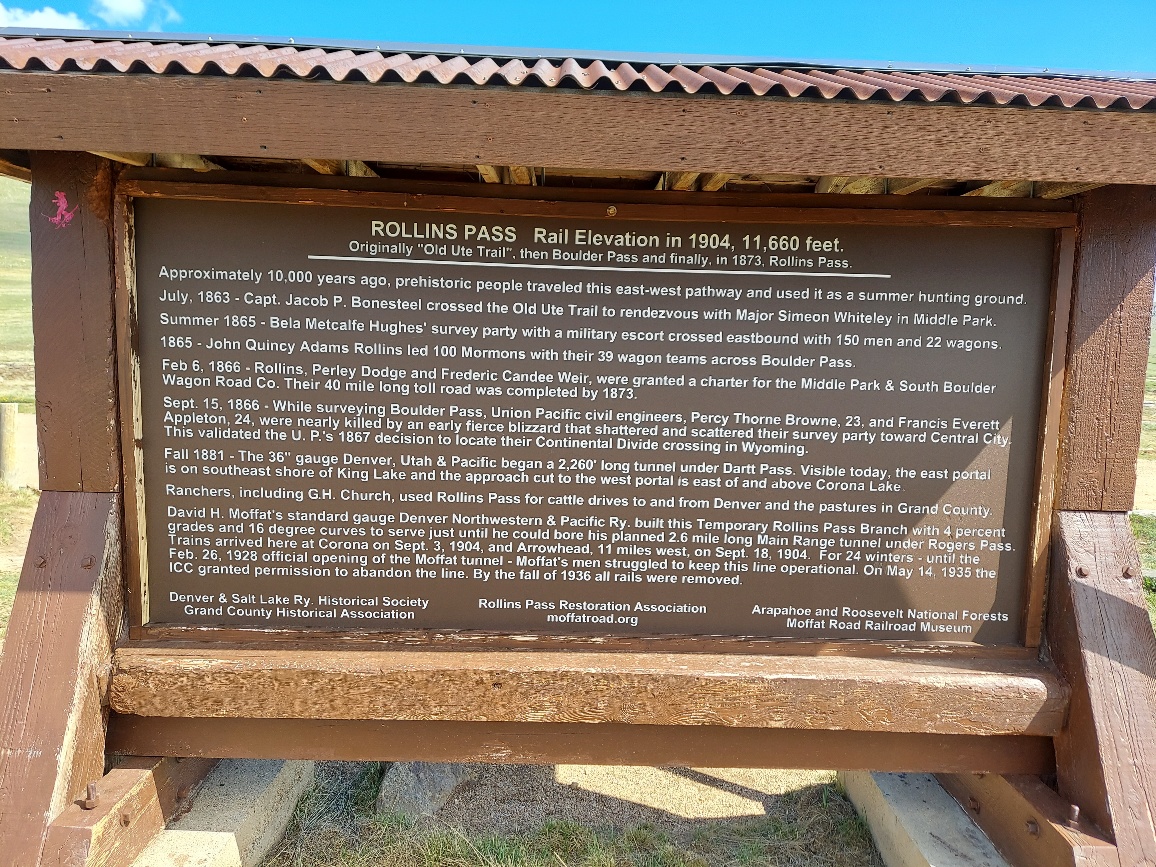 ROLLINS PASS Rail Elevation in 1904, 11,660 feet.
Originally "Old Ute Trail", then Boulder Pass and finally, in 1873, Rollins Pass.
Approximately 10,000 years ago, prehistoric people traveled this east-west pathway and used it as a summer hunting ground.
July, 1863 - Capt. Jacob P. Bonesteel crossed the Old Ute Trail to rendezvous with Major Simeon Whiteley in Middle Park.
Summer 1865 - Bela Metcalfe Hughes' survey party with a military escort crossed eastbound with 150 men and 22 wagons.
1865 - John Quincy Adams Rollins led 100 Mormons with their 39 wagon teams across Boulder Pass.
Feb 6, 1866 - Rollins, Perley Dodge and Frederic Candee Weir, were granted a charter for the Middle Park & South Boulder
Wagon Road Co. Their 40 mile long toll road was completed by 1873.
Sept. 15, 1866 - While surveying Boulder Pass, Union Pacific civil engineers, Percy Thorne Browne, 23, and Francis Everett
Appleton, 24, were nearly killed by an early fierce blizzard that shattered and scattered their survey party toward Central City.
This validated the U. P.'s 1867 decision to locate their Continental Divide crossing in Wyoming.
Fall 1881 - The 36" gauge Denver, Utah & Pacific began a 2,260' long tunnel under Dartt Pass. Visible today, the east portal
is on southeast shore of King Lake and the approach cut to the west portal is east of and above Corona Lake.
Ranchers, including G.H. Church, used Rollins Pass for cattle drives to and from Denver and the pastures in Grand County.
David H. Moffat's standard gauge Denver Northwestern & Pacific Ry. built this Temporary Rollins Pass Branch with 4 percent
grades and 16 degree curves to serve just until he could bore his planned 2.6 mile long Main Range tunnel under Rogers Pass.
Trains arrived here at Corona on Sept. 3, 1904, and Arrowhead, 11 miles west, on Sept. 18, 1904. For 24 winters - until the
Feb. 26, 1928 official opening of the Moffat tunnel - Moffat's men struggled to keep this line operational. On May 14, 1935 the
ICC granted permission to abandon the line. By the fall of 1936 all rails were removed.
Denver & Salt Lake Ry. Historical Society
Grand County Historical Association
Rollins Pass Restoration Association
moffatroad.org
Arapahoe and Roosevelt National Forests
Moffat Road Railroad Museum